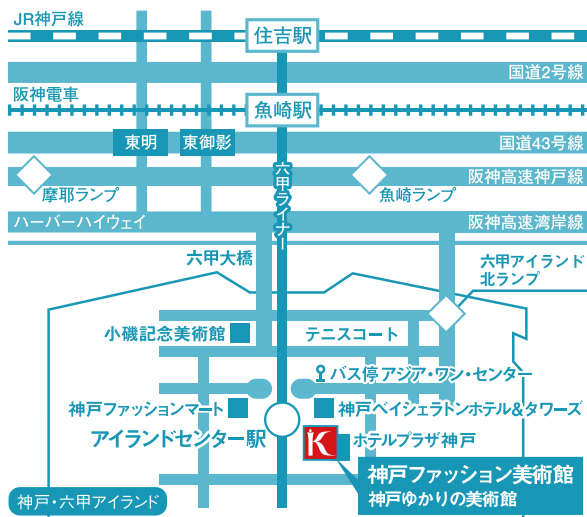 JR神戸線
住吉駅
国道2号線
阪神電車
魚崎駅
東明
東御影
国道43号線
六甲ライナー
阪神高速神戸線
摩耶ランプ
魚崎ランプ
ハーバーハイウェイ
阪神高速湾岸線
六甲大橋
六甲アイランド
北ランプ
小磯記念美術館
テニスコート
バス停 アジア・ワン・センター
神戸ファッションマート
神戸ベイシェラトンホテル&タワーズ
アイランドセンター駅
K
ホテルプラザ神戸
神戸ファッション美術館
神戸ゆかりの美術館
神戸・六甲アイランド